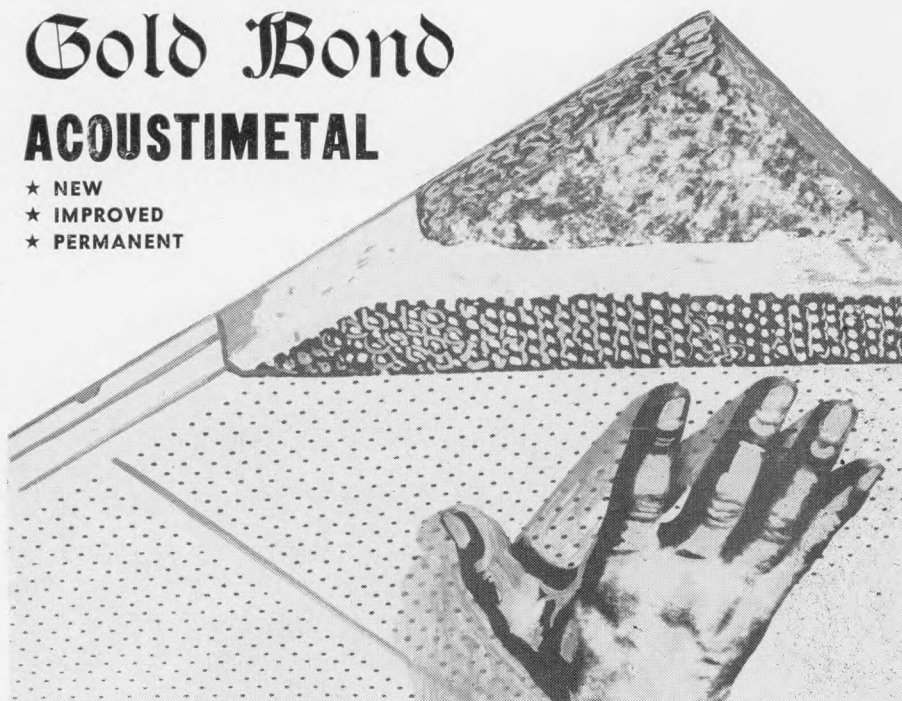 Gold Bond
ACOUSTIMETAL
★ NEW
★ IMPROVED
★ PERMANENT